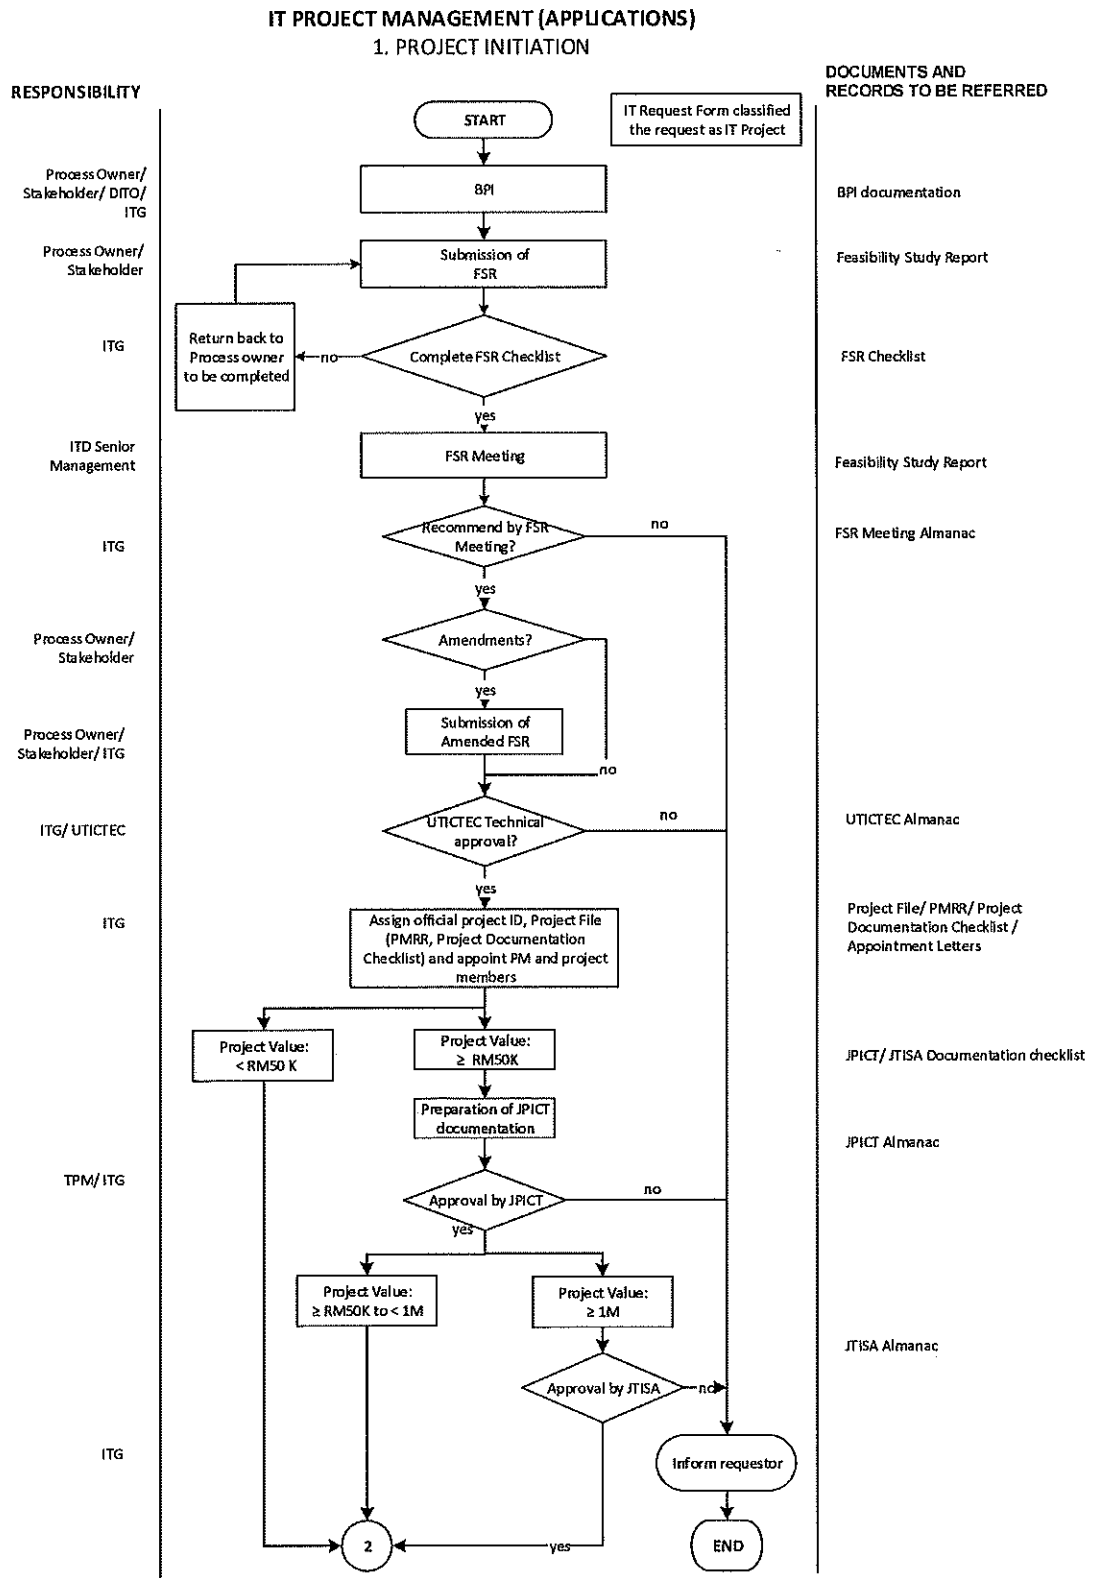 IT PROJECT MANAGEMENT (APPLICATIONS)
1. PROJECT INITIATION
RESPONSIBILITY
DOCUMENTS AND
RECORDS TO BE REFERRED
START
IT Request Form classified
the request as IT Project
Process Owner/
Stakeholder/ DITO/
ITG
BPI
BPI documentation
Process Owner/
Stakeholder
Submission of
FSR
Feasibility Study Report
ITG
Return back to
Process owner
to be completed
no
Complete FSR Checklist
FSR Checklist
yes
ITD Senior
Management
FSR Meeting
Feasibility Study Report
ITG
Recommend by FSR
Meeting?
no
FSR Meeting Almanac
yes
Process Owner/
Stakeholder
Amendments?
yes
Process Owner/
Stakeholder/ ITG
Submission of
Amended FSR
no
ITG/ UTICTEC
UTICTEC Technical
approval?
no
UTICTEC Almanac
yes
ITG
Assign official project ID, Project File
(PMRR, Project Documentation
Checklist) and appoint PM and project
members
Project File/ PMRR/ Project
Documentation Checklist /
Appointment Letters
Project Value:
< RM50 K
Project Value:
≥ RM50K
JPICT/ JTISA Documentation checklist
Preparation of JPICT
documentation
JPICT Almanac
TPM/ ITG
Approval by JPICT
no
yes
Project Value:
≥ RM50K to < 1M
Project Value:
≥ 1M
JTISA Almanac
Approval by JTISA
no
ITG
Inform requestor
2
yes
END